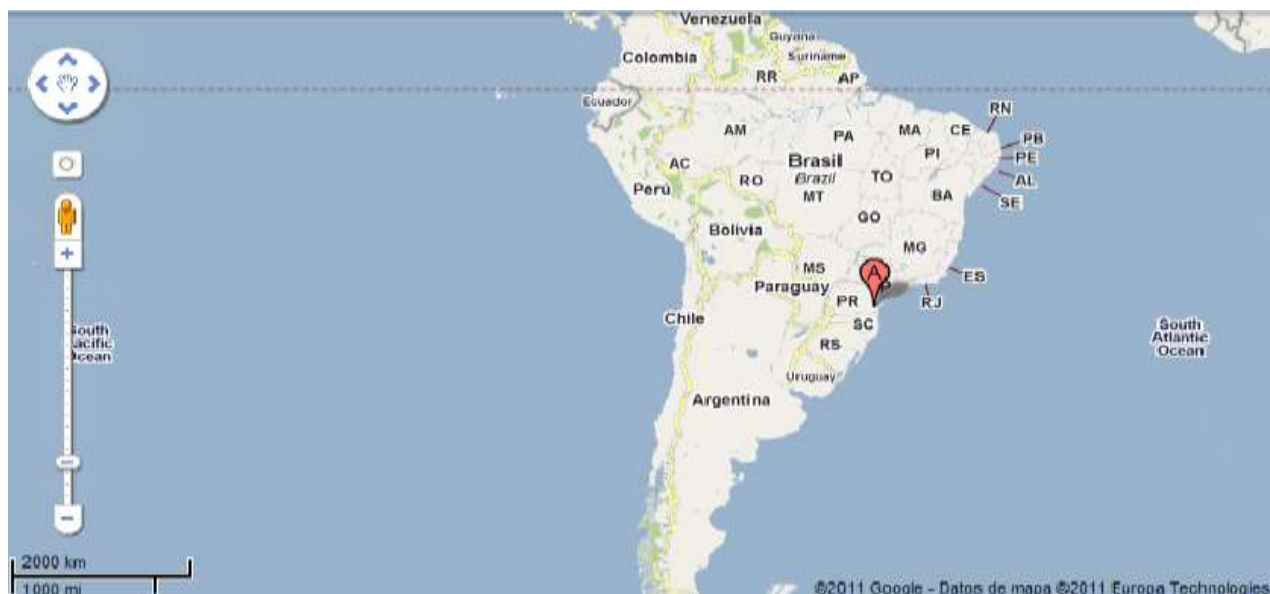 Venezuela
Guyana
Colombia
Suriname
RR
AP
Ecuador
RN
AM
PA
MA
CE
PB
PI
PE
AC
Brasil
Brazil
RO
TO
AL
Perú
MT
BA
SE
GO
Bolivia
MG
MS
A
ES
Paraguay
PR
P
RJ
Chile
SC
South
Pacific
Ocean
South
Atlantic
Ocean
RS
Uruguay
Argentina
2000 km
1000 mi
©2011 Google - Datos de mapa ©2011 Europa Technologies